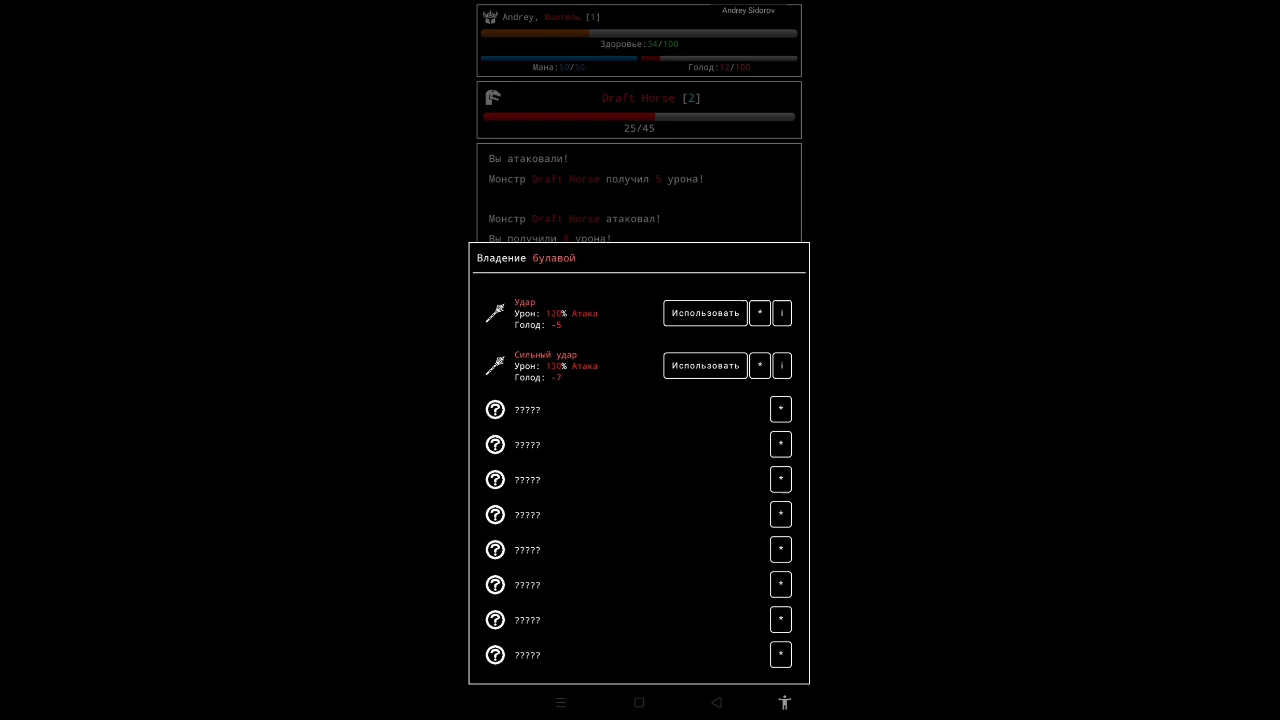 Andrey Sidorov
Andrey, Воитель [1]
Здоровье:34/100
Мана:50/50
Голод:12/100
Draft Horse [2]
25/45
Вы атаковали!
Монстр Draft Horse получил 5 урона!
Монстр Draft Horse атаковал!
Вы получили 8 урона!
Владение булавой
Удар
Урон: 120% Атака
Голод: -5
Использовать * i
Сильный удар
Урон: 130% Атака
Голод: -7
Использовать * i
????? *
????? *
????? *
????? *
????? *
????? *
????? *
????? *